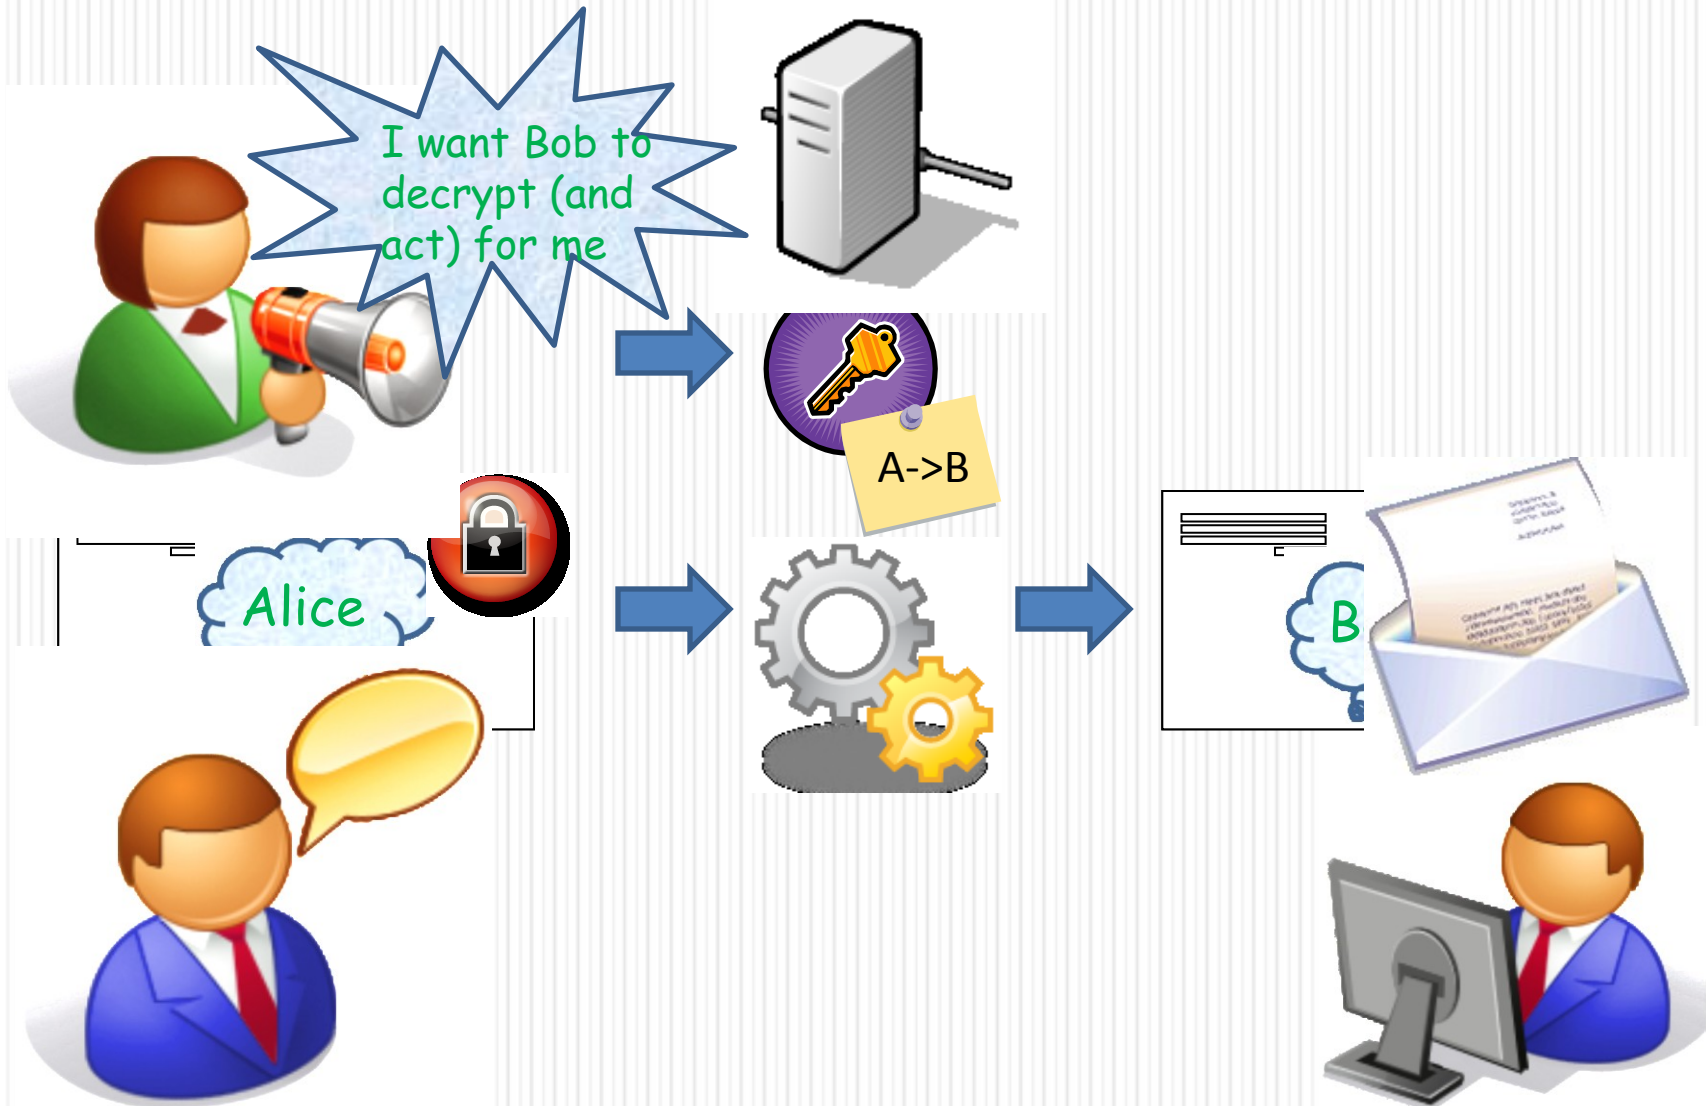 I want Bob to
decrypt (and
act) for me
A->B
Alice
B